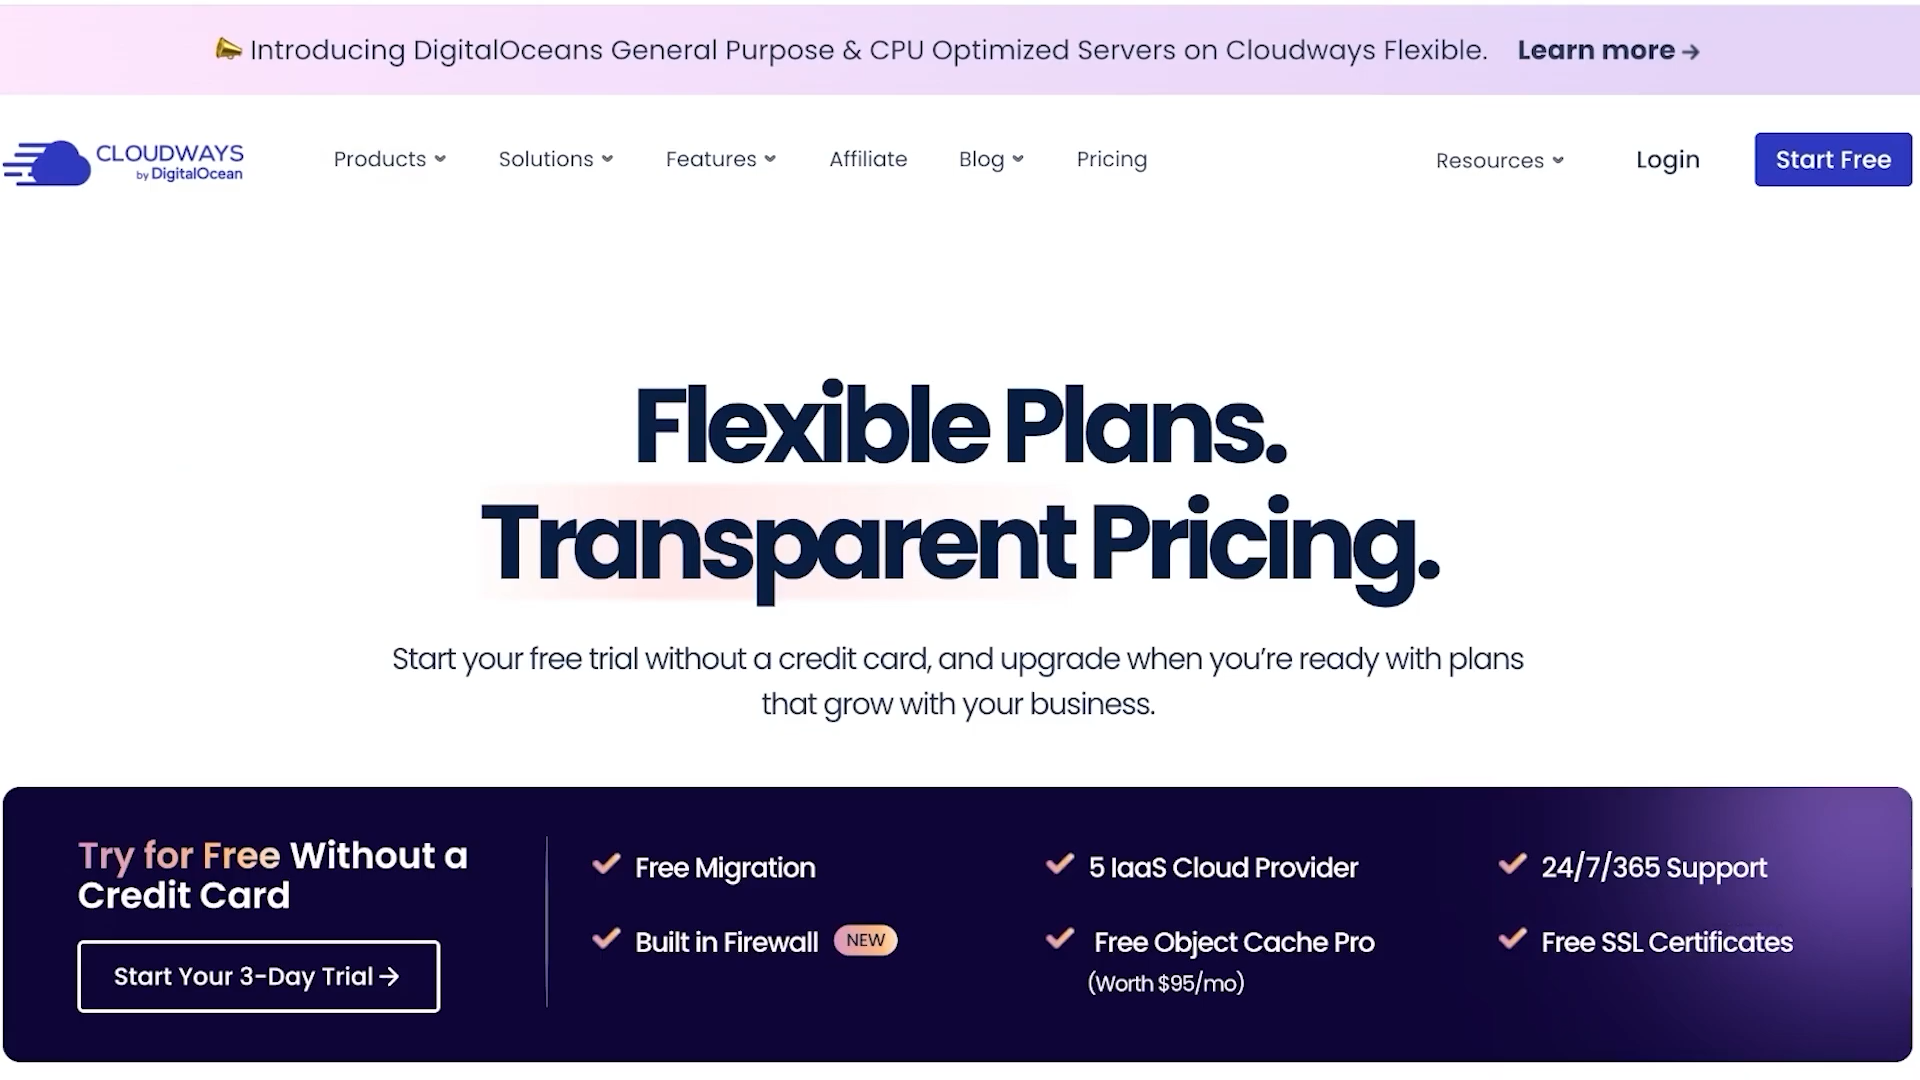 Introducing DigitalOceans General Purpose & CPU Optimized Servers on Cloudways Flexible. Learn more →
CLOUDWAYS
by DigitalOcean
Products
Solutions
Features
Affiliate
Blog
Pricing
Resources
Login
Start Free
Flexible Plans.
Transparent Pricing.
Start your free trial without a credit card, and upgrade when you’re ready with plans
that grow with your business.
Try for Free Without a
Credit Card
Start Your 3-Day Trial →
Free Migration
5 IaaS Cloud Provider
24/7/365 Support
Built in Firewall NEW
Free Object Cache Pro
(Worth $95/mo)
Free SSL Certificates